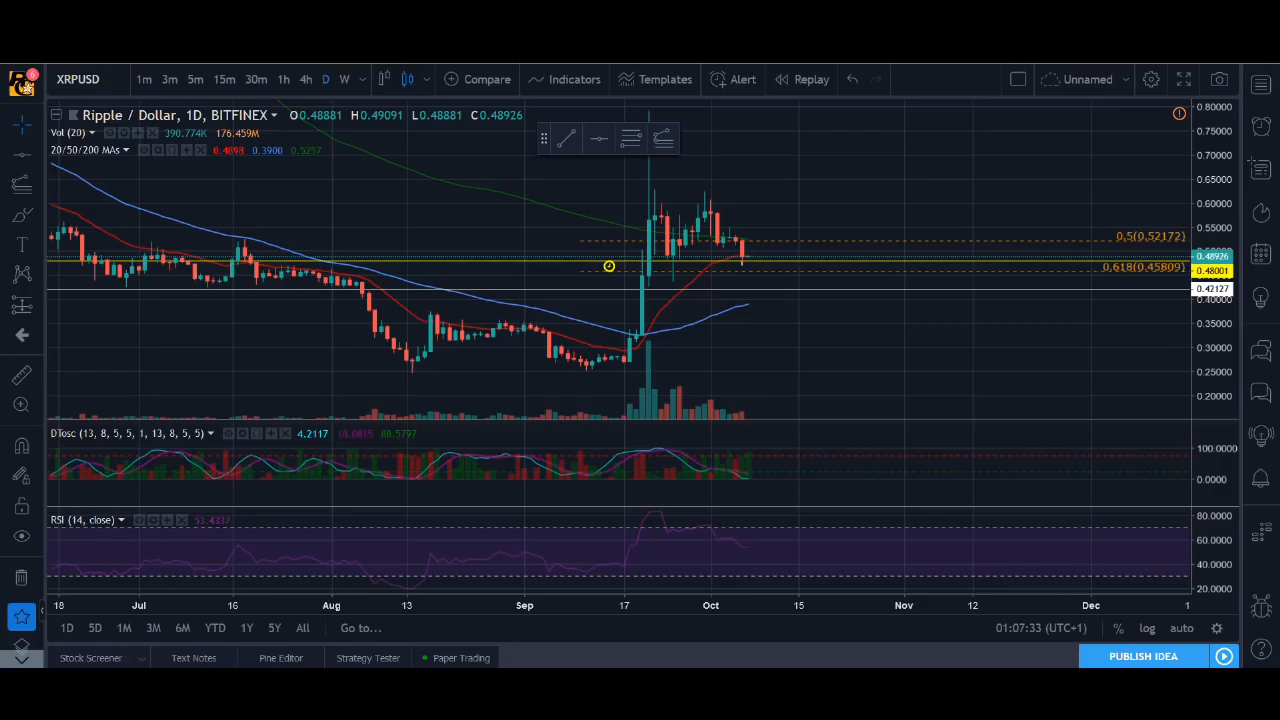 6
XRPUSD 1m 3m 5m 15m 30m 1h 4h D W Compare Indicators Templates Alert Replay Unnamed
Ripple / Dollar, 1D, BITFINEX O0.48881 H0.49091 L0.48881 C0.48926
Vol (20) 390.774K 176.459M
20/50/200 MAs 0.4898 0.3900 0.5257
0.80000
0.75000
0.70000
0.65000
0.60000
0.55000
0.5(0.52172)
0.48926
0.618(0.45809)
0.48001
0.42127
0.40000
0.35000
0.30000
0.25000
0.20000
DTosc (13, 8, 5, 5, 1, 13, 8, 5, 5) 4.2117 88.5797
100.0000
0.0000
RSI (14, close) 53.4337
80.0000
60.0000
40.0000
20.0000
18 Jul 16 Aug 13 Sep 17 Oct 15 Nov 12 Dec 1
1D 5D 1M 3M 6M YTD 1Y 5Y All Go to... 01:07:33 (UTC+1) % log auto
Stock Screener Text Notes Pine Editor Strategy Tester Paper Trading PUBLISH IDEA